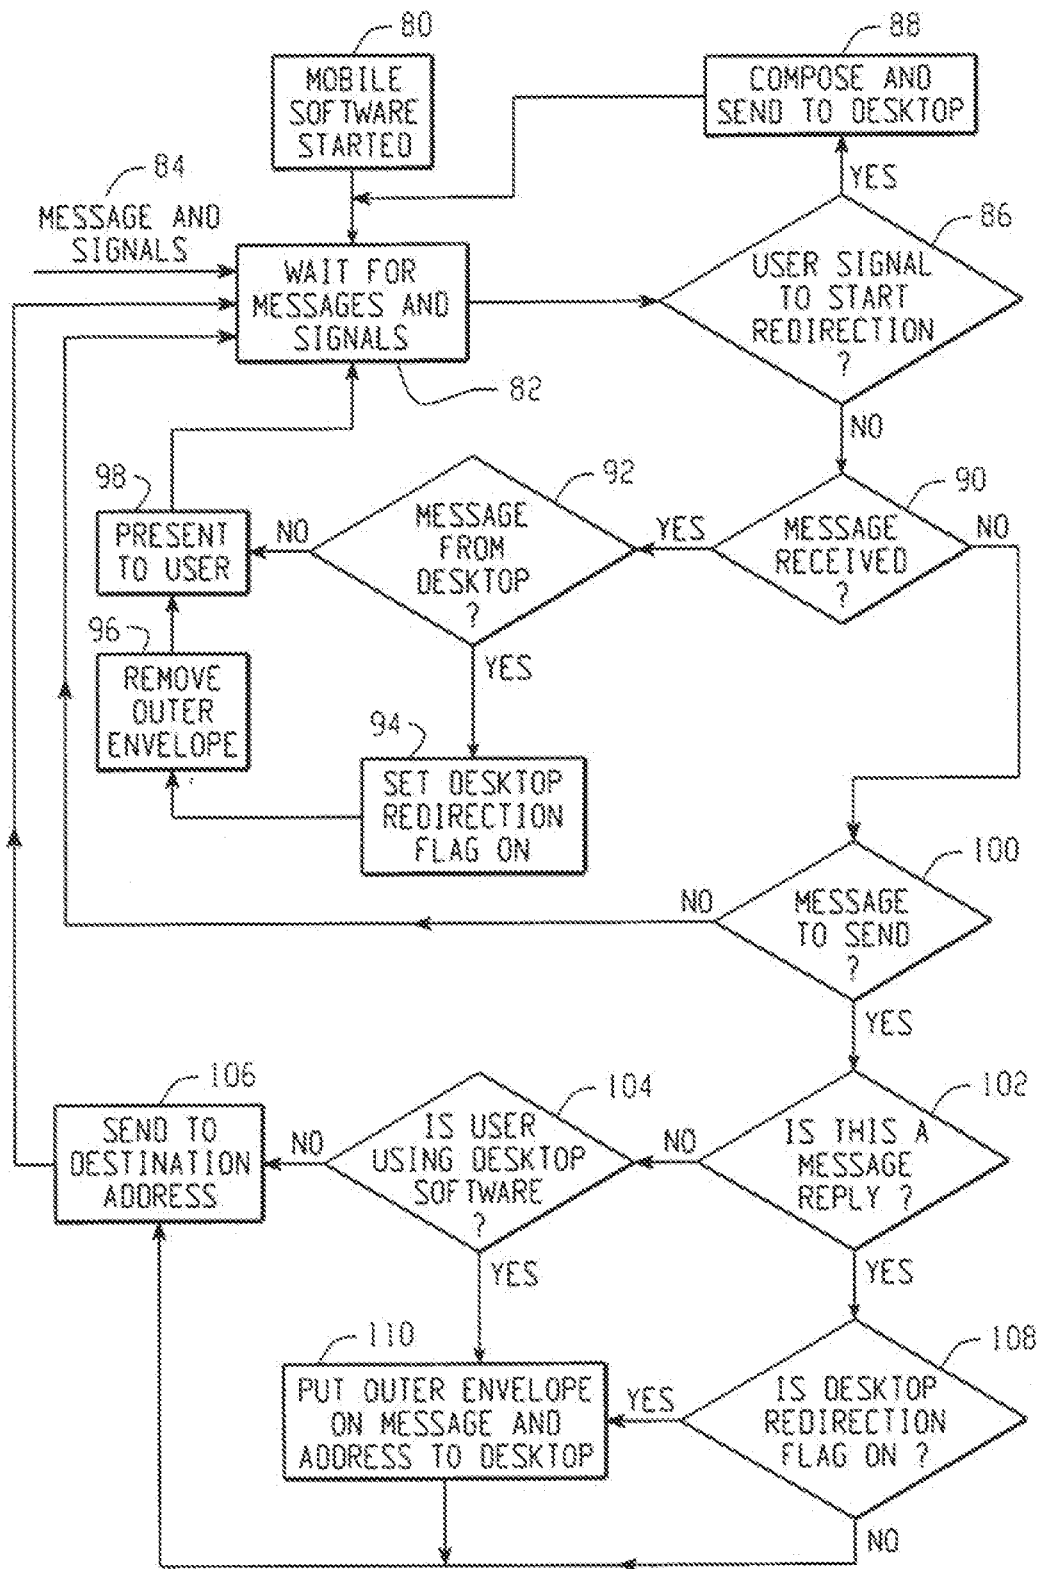 80
MOBILE
SOFTWARE
STARTED
88
COMPOSE AND
SEND TO DESKTOP
YES
84
MESSAGE AND
SIGNALS
WAIT FOR
MESSAGES AND
SIGNALS
82
86
USER SIGNAL
TO START
REDIRECTION
?
NO
98
PRESENT
TO USER
NO
92
MESSAGE
FROM
DESKTOP
?
YES
90
MESSAGE
RECEIVED
?
NO
96
REMOVE
OUTER
ENVELOPE
YES
94
SET DESKTOP
REDIRECTION
FLAG ON
100
MESSAGE
TO SEND
?
NO
YES
106
SEND TO
DESTINATION
ADDRESS
NO
104
IS USER
USING DESKTOP
SOFTWARE
?
NO
102
IS THIS A
MESSAGE
REPLY ?
YES
YES
110
PUT OUTER ENVELOPE
ON MESSAGE AND
ADDRESS TO DESKTOP
YES
108
IS DESKTOP
REDIRECTION
FLAG ON ?
NO